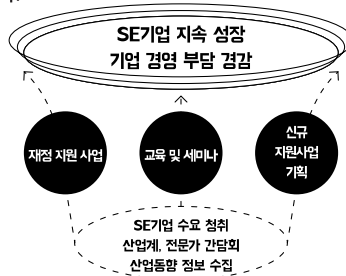 SE기업 지속 성장
기업 경영 부담 경감
재정 지원 사업
교육 및 세미나
신규
지원사업
기획
SE기업 수요 청취
산업계, 전문가 간담회
산업동향 정보 수집